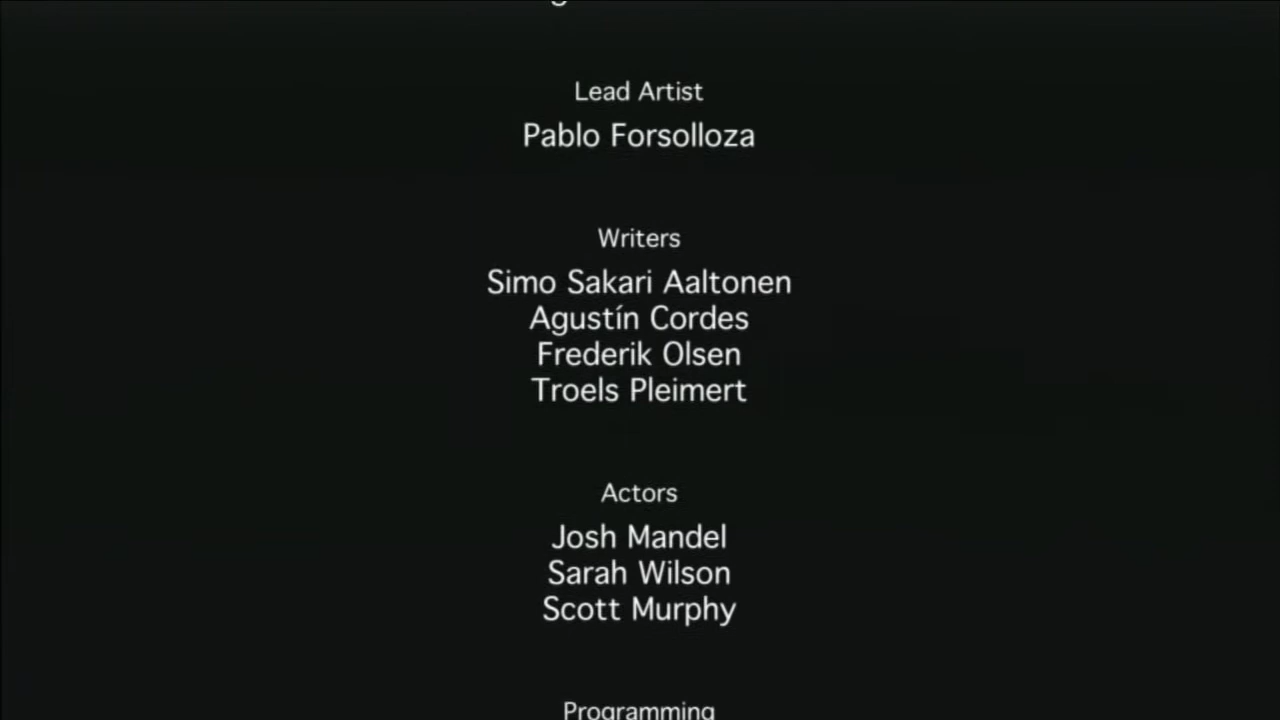 Lead Artist
Pablo Forsolloza
Writers
Simo Sakari Aaltonen
Agustín Cordes
Frederik Olsen
Troels Pleimert
Actors
Josh Mandel
Sarah Wilson
Scott Murphy
Programming